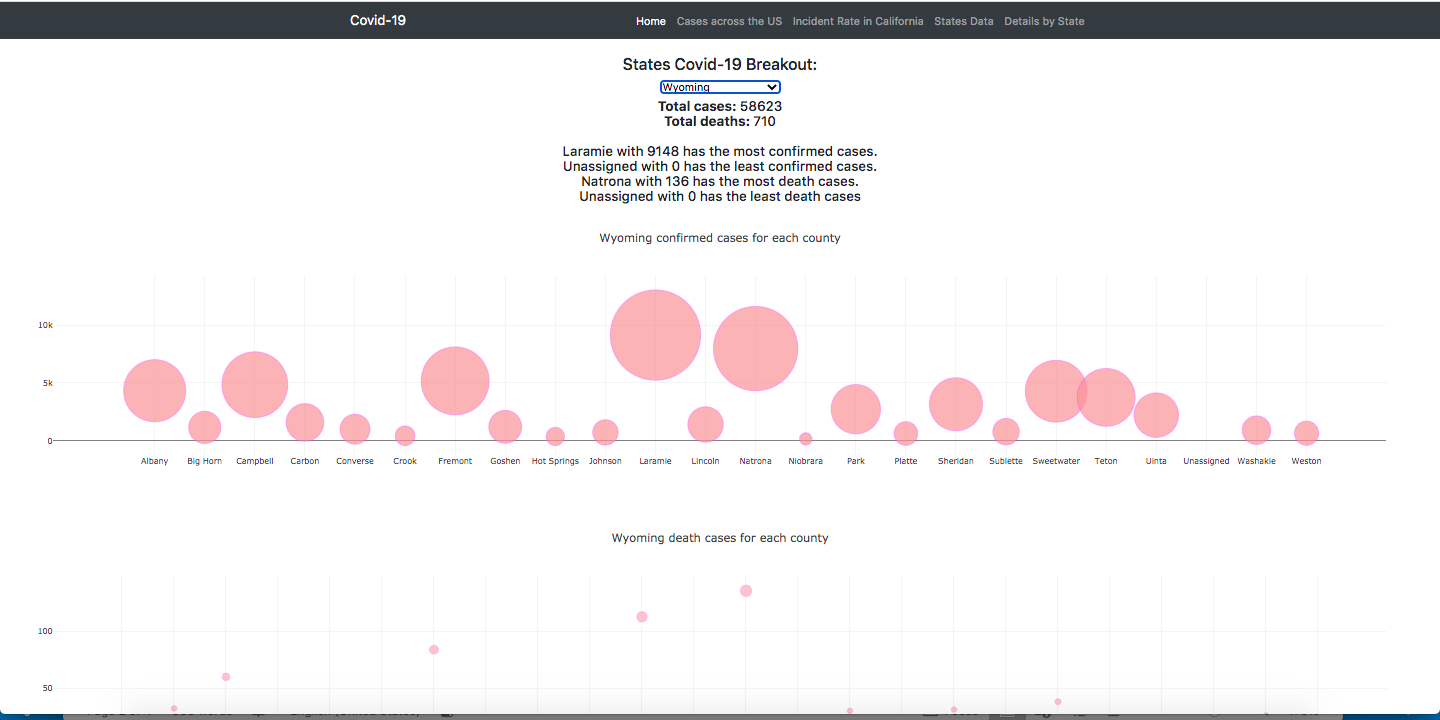 Covid-19 Home Cases across the US Incident Rate in California States Data Details by State
States Covid-19 Breakout:
Wyoming
Total cases: 58623
Total deaths: 710
Laramie with 9148 has the most confirmed cases.
Unassigned with 0 has the least confirmed cases.
Natrona with 136 has the most death cases.
Unassigned with 0 has the least death cases
Wyoming confirmed cases for each county
10k
5k
0
Albany Big Horn Campbell Carbon Converse Crook Fremont Goshen Hot Springs Johnson Laramie Lincoln Natrona Niobrara Park Platte Sheridan Sublette Sweetwater Teton Uinta Unassigned Washakie Weston
Wyoming death cases for each county
100
50